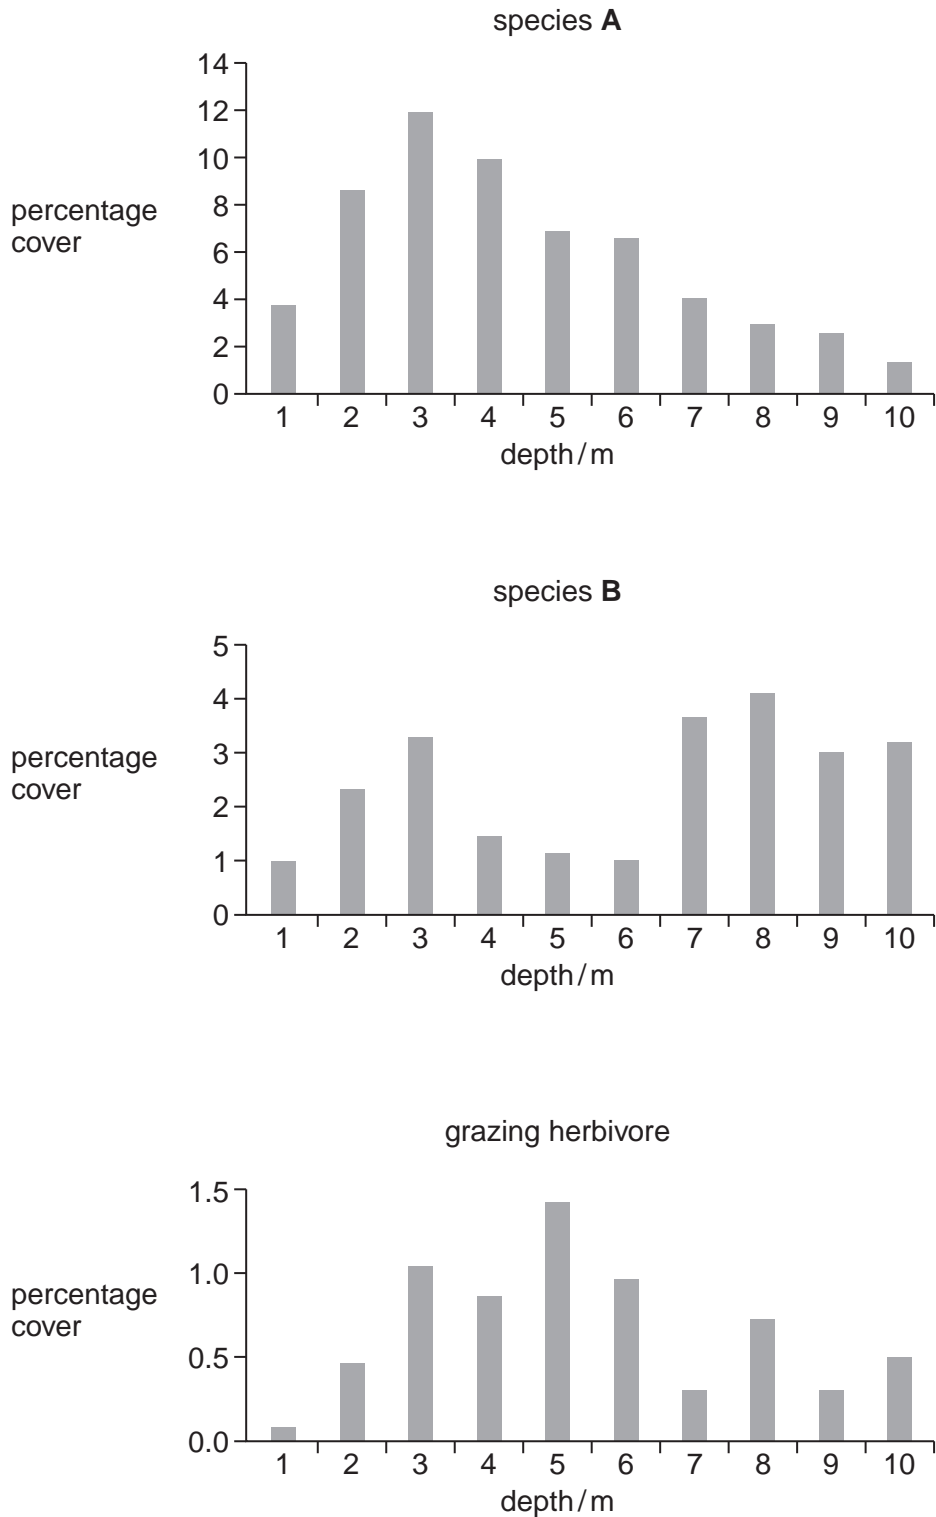 species A
14
12
10
8
6
4
2
0
percentage
cover
1 2 3 4 5 6 7 8 9 10
depth/m
species B
5
4
3
2
1
0
percentage
cover
1 2 3 4 5 6 7 8 9 10
depth/m
grazing herbivore
1.5
1.0
0.5
0.0
percentage
cover
1 2 3 4 5 6 7 8 9 10
depth/m